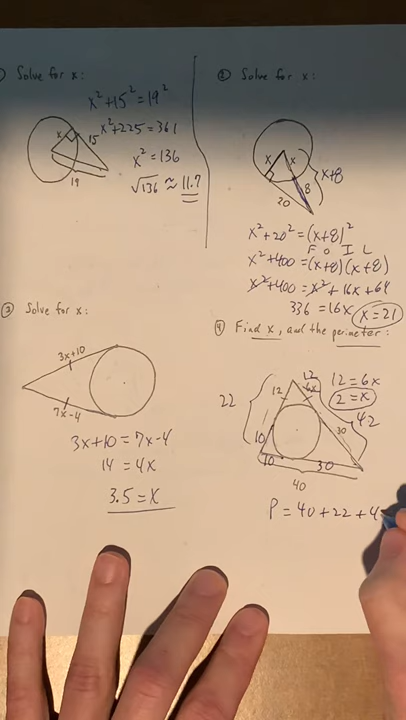 ① Solve for x:
x² + 15² = 19²
x² + 225 = 361
x² = 136
√136 ≈ 11.7
x
15
19
② Solve for x:
x
x
8
x+8
20
x² + 20² = (x+8)²
F O I L
x² + 400 = (x+8)(x+8)
x² + 400 = x² + 16x + 64
336 = 16x
x = 21
③ Solve for x:
3x+10
7x-4
3x+10 = 7x-4
14 = 4x
3.5 = x
④ Find x, and the perimeter:
12
12
6x
12 = 6x
2 = x
22
42
10
30
10
30
40
P = 40 + 22 + 4